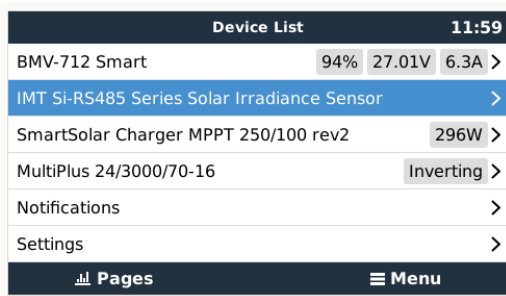 Device List 11:59
BMV-712 Smart 94% 27.01V 6.3A
IMT Si-RS485 Series Solar Irradiance Sensor
SmartSolar Charger MPPT 250/100 rev2 296W
MultiPlus 24/3000/70-16 Inverting
Notifications
Settings
Pages Menu